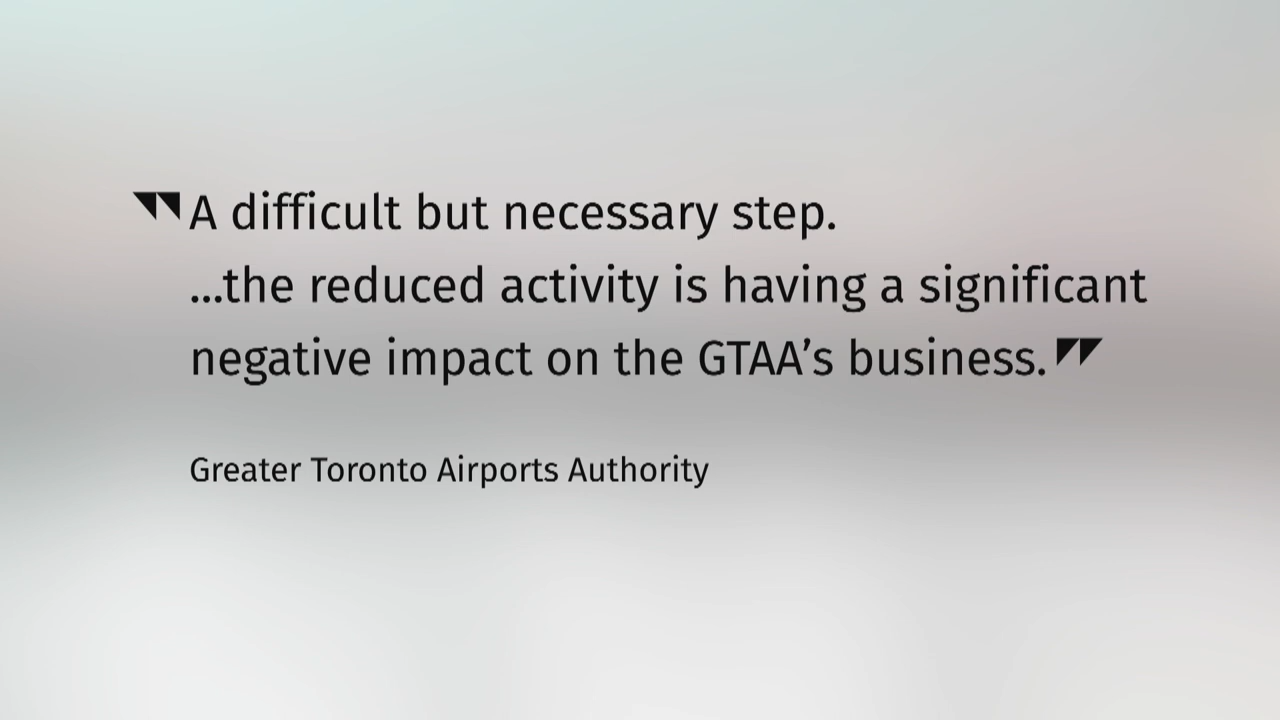 "A difficult but necessary step.
...the reduced activity is having a significant
negative impact on the GTAA’s business."
Greater Toronto Airports Authority